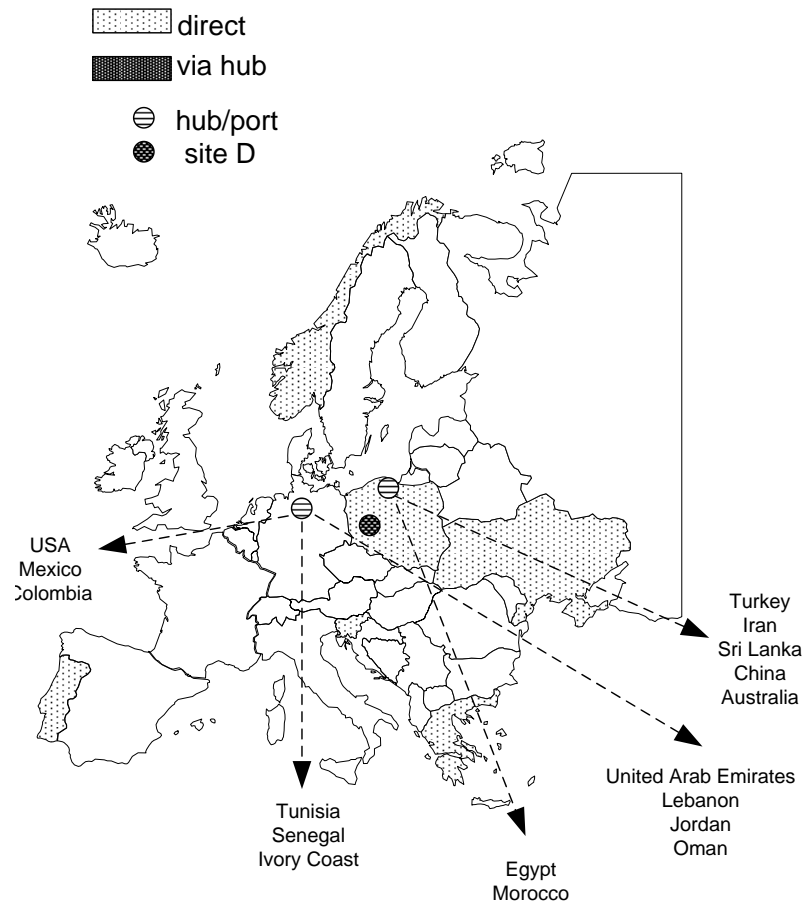 direct
via hub
hub/port
site D
USA
Mexico
Colombia
Turkey
Iran
Sri Lanka
China
Australia
United Arab Emirates
Lebanon
Jordan
Oman
Tunisia
Senegal
Ivory Coast
Egypt
Morocco